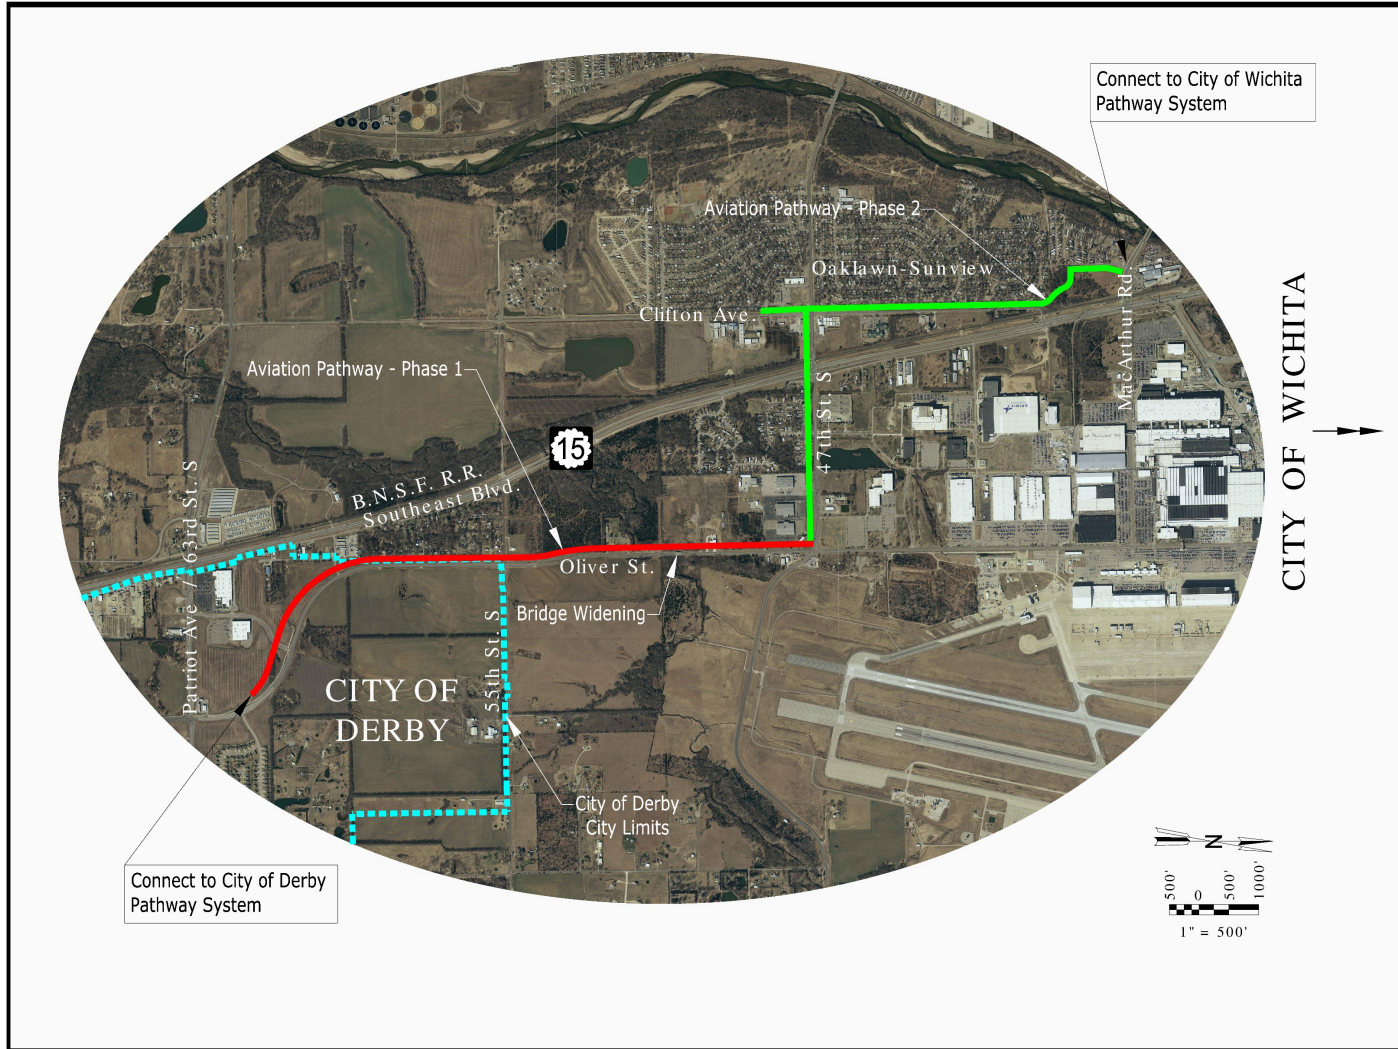 Connect to City of Wichita
Pathway System
Aviation Pathway - Phase 2
Oaklawn-Sunview
Clifton Ave.
MacArthur Rd
CITY OF WICHITA
Aviation Pathway - Phase 1
47th St. S
15
B.N.S.F. R.R.
Southeast Blvd.
Patriot Ave / 63rd St. S
Oliver St.
Bridge Widening
55th St. S
CITY OF
DERBY
City of Derby
City Limits
Connect to City of Derby
Pathway System
N
500' 0 500' 1000'
1" = 500'